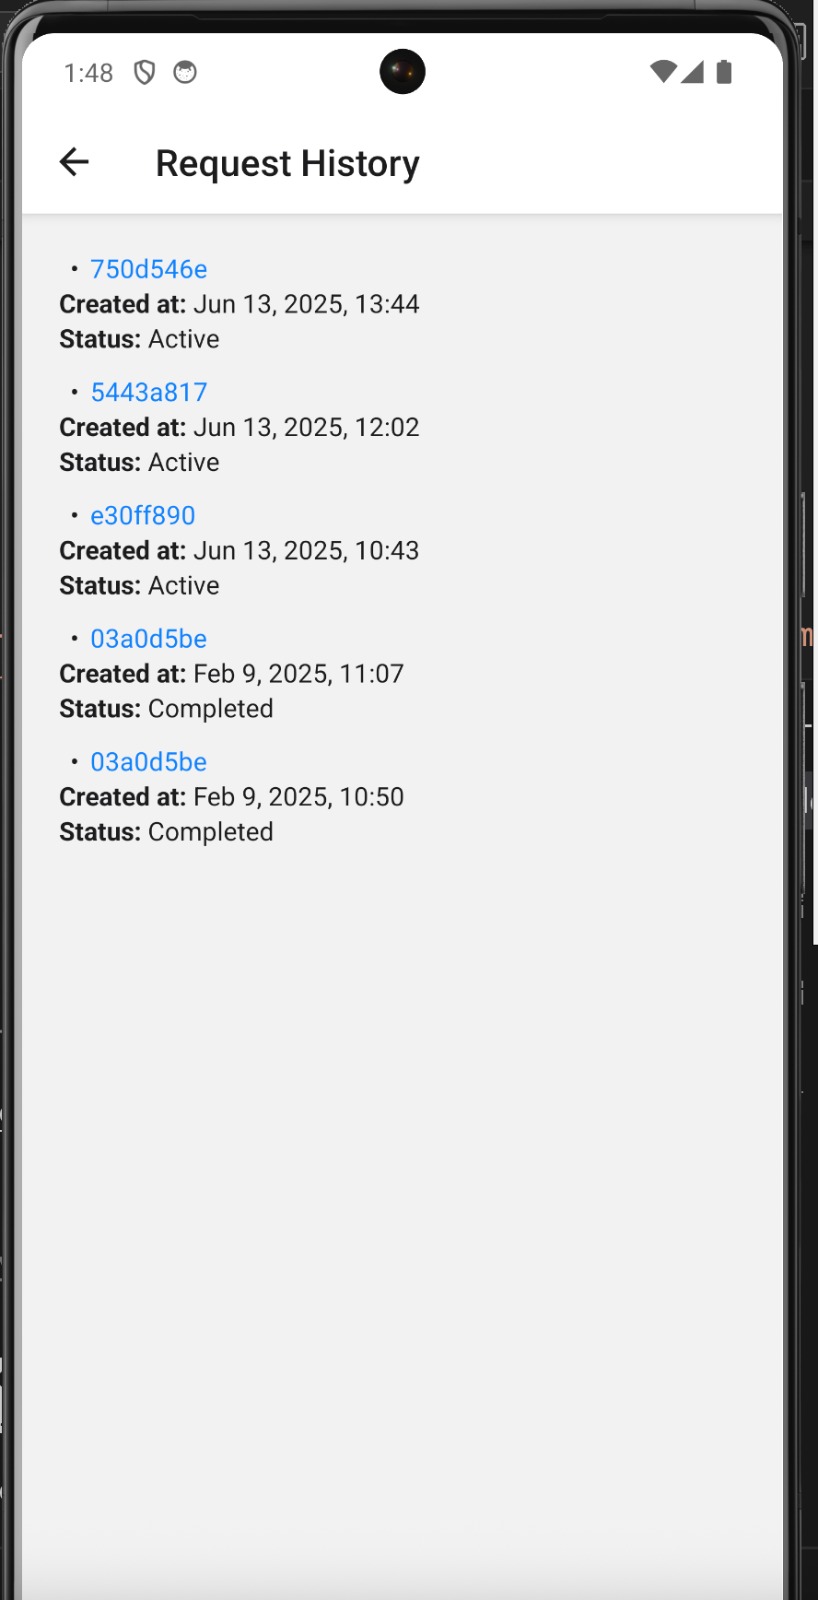 1:48
Request History
• 750d546e
Created at: Jun 13, 2025, 13:44
Status: Active
• 5443a817
Created at: Jun 13, 2025, 12:02
Status: Active
• e30ff890
Created at: Jun 13, 2025, 10:43
Status: Active
• 03a0d5be
Created at: Feb 9, 2025, 11:07
Status: Completed
• 03a0d5be
Created at: Feb 9, 2025, 10:50
Status: Completed